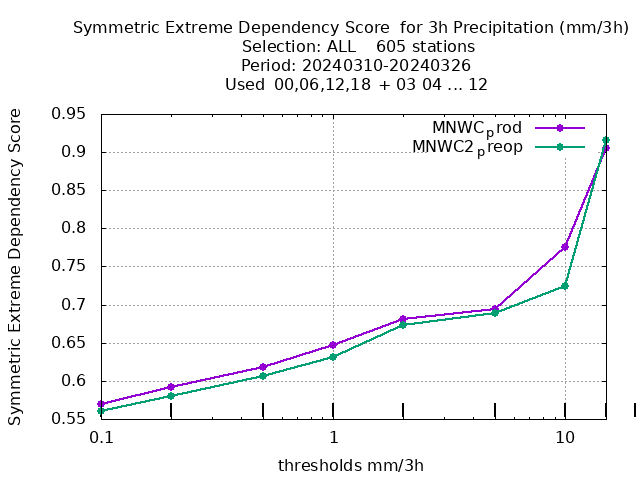 Symmetric Extreme Dependency Score  for 3h Precipitation (mm/3h)
Selection: ALL    605 stations
Period: 20240310-20240326
Used  00,06,12,18  + 03 04 ... 12
0.95
0.9
0.85
0.8
0.75
0.7
0.65
0.6
0.55
Symmetric Extreme Dependency Score
MNWCprod
MNWC2preop
0.1 1 10
thresholds mm/3h